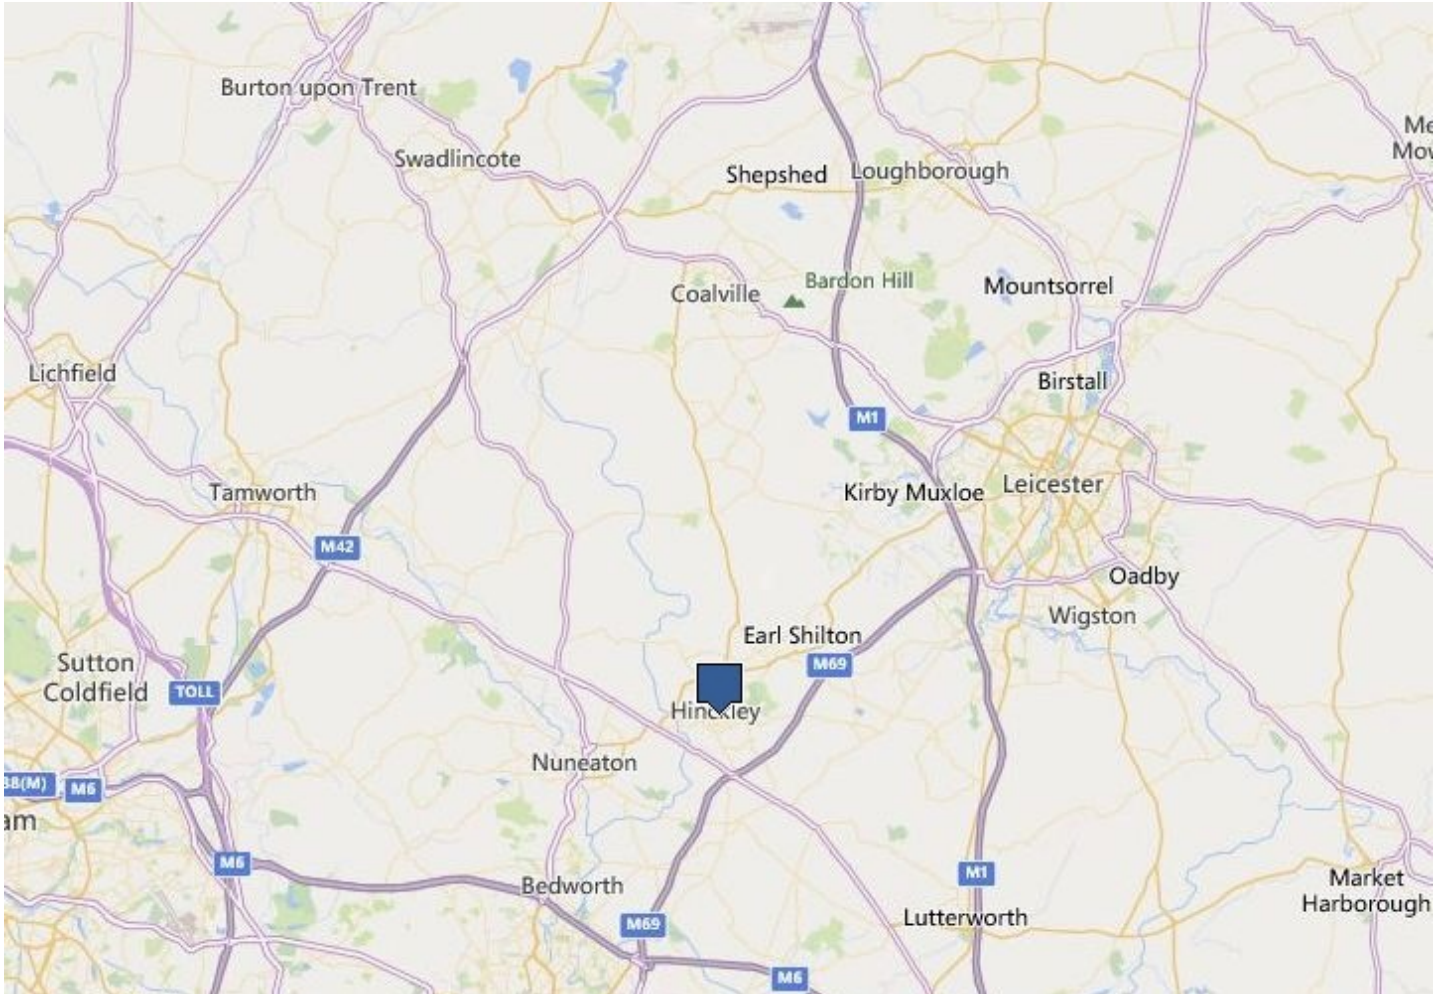 Burton upon Trent
Me
Mow
Swadlincote
Shepshed
Loughborough
Bardon Hill
Mountsorrel
Coalville
Lichfield
Birstall
M1
Tamworth
Kirby Muxloe
Leicester
M42
Oadby
Wigston
Earl Shilton
Sutton
Coldfield
M69
TOLL
Hinckley
Nuneaton
38(M)
M6
am
M6
M1
Bedworth
Market
Harborough
Lutterworth
M69
M6